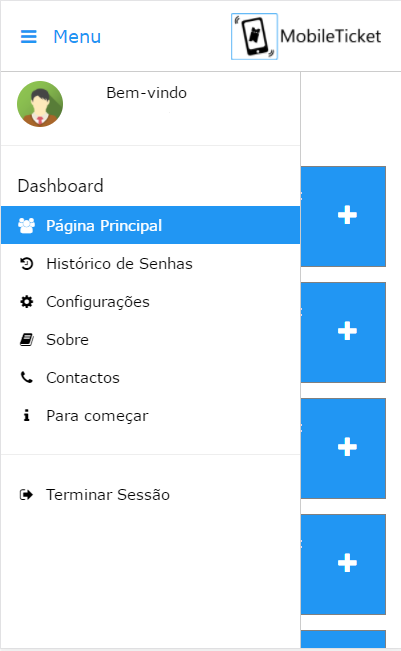 Menu
MobileTicket
Bem-vindo
Dashboard
Página Principal
Histórico de Senhas
Configurações
Sobre
Contactos
Para começar
Terminar Sessão